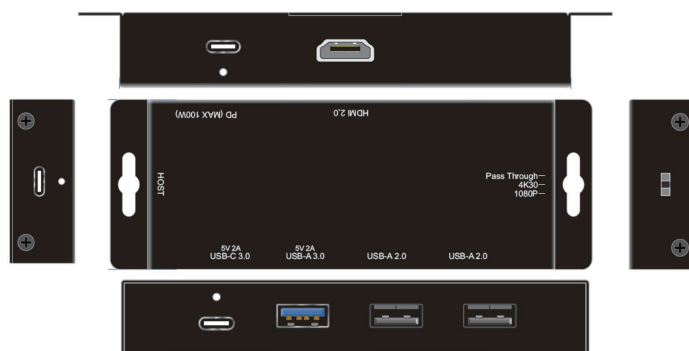 PD (MAX 100W)
HDMI 2.0
HOST
Pass Through
4K30
1080P
5V 2A
USB-C 3.0
5V 2A
USB-A 3.0
USB-A 2.0
USB-A 2.0